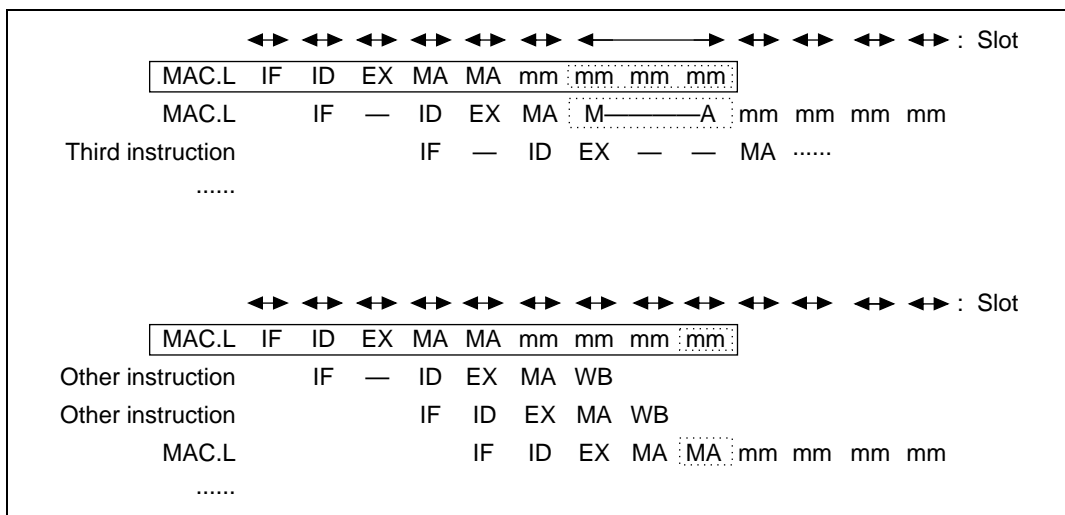 : Slot
MAC.L IF ID EX MA MA mm mm mm mm
MAC.L IF — ID EX MA M————A mm mm mm mm
Third instruction IF — ID EX — — MA ······
······
: Slot
MAC.L IF ID EX MA MA mm mm mm mm
Other instruction IF — ID EX MA WB
Other instruction IF ID EX MA WB
MAC.L IF ID EX MA MA mm mm mm mm
······